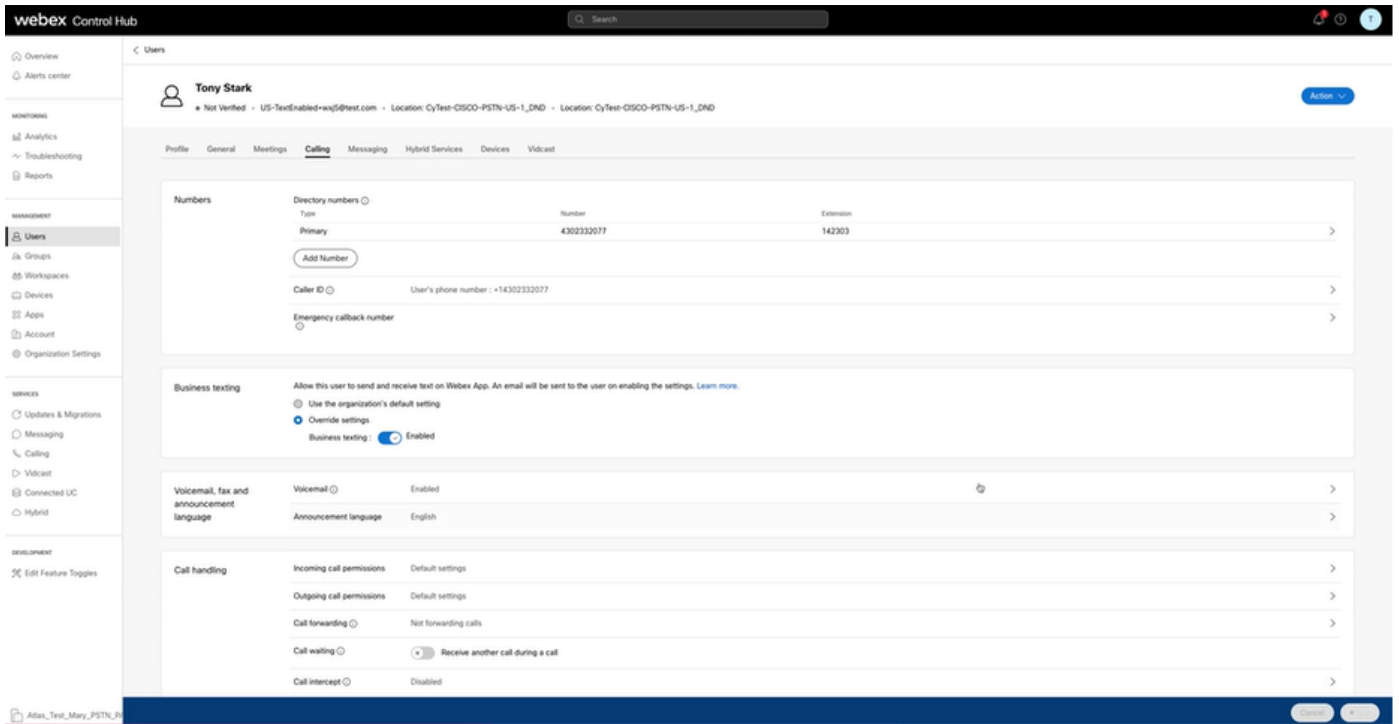 webex Control Hub
Search
T
Overview
Alerts center
MONITORING
Analytics
Troubleshooting
Reports
MANAGEMENT
Users
Groups
Workspaces
Devices
Apps
Account
Organization Settings
SERVICES
Updates & Migrations
Messaging
Calling
Vidcast
Connected UC
Hybrid
DEVELOPMENT
Edit Feature Toggles
Atlas_Test_Mary_PSTN_
Users
Tony Stark
Not Verified · US-TextEnabled+wxj5@test.com · Location: CyTest-CISCO-PSTN-US-1_DND · Location: CyTest-CISCO-PSTN-US-1_DND
Action
Profile General Meetings Calling Messaging Hybrid Services Devices Vidcast
Numbers
Directory numbers
Type Number Extension
Primary 4302332077 142303
Add Number
Caller ID User's phone number : +14302332077
Emergency callback number
Business texting
Allow this user to send and receive text on Webex App. An email will be sent to the user on enabling the settings. Learn more.
Use the organization's default setting
Override settings
Business texting : Enabled
Voicemail, fax and
announcement
language
Voicemail Enabled
Announcement language English
Call handling
Incoming call permissions Default settings
Outgoing call permissions Default settings
Call forwarding Not forwarding calls
Call waiting Receive another call during a call
Call intercept Disabled
Cancel